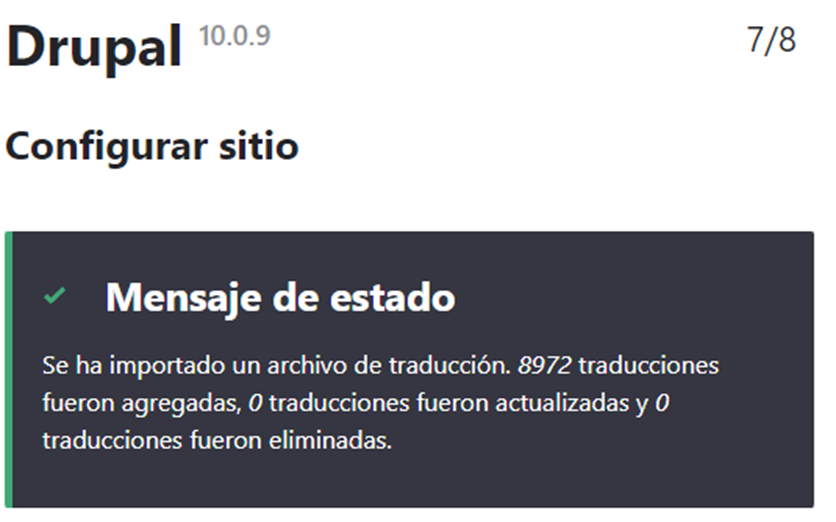 Drupal 10.0.9 7/8
Configurar sitio
Mensaje de estado
Se ha importado un archivo de traducción. 8972 traducciones
fueron agregadas, 0 traducciones fueron actualizadas y 0
traducciones fueron eliminadas.